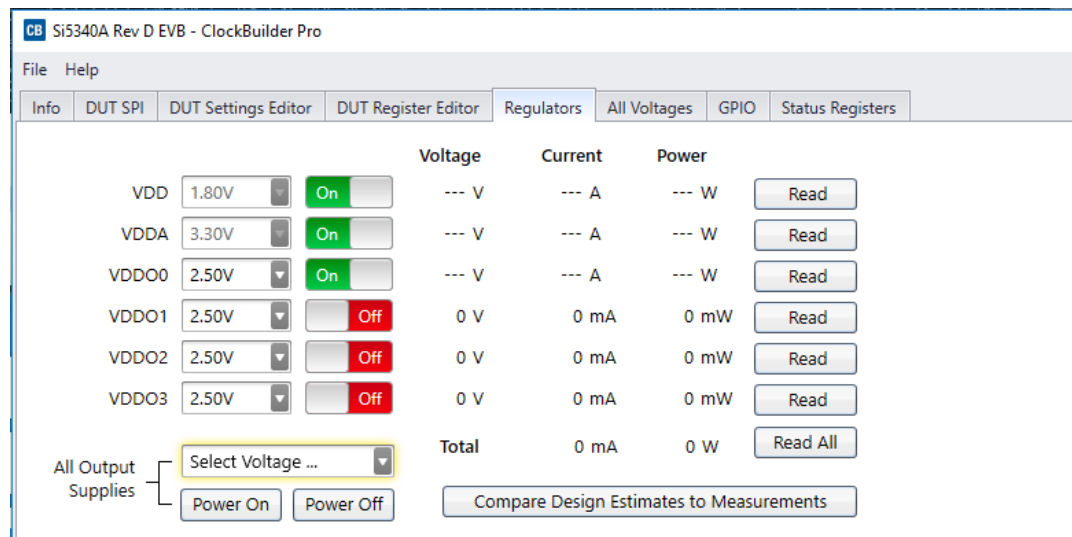 CB Si5340A Rev D EVB - ClockBuilder Pro
File Help
Info DUT SPI DUT Settings Editor DUT Register Editor Regulators All Voltages GPIO Status Registers
Voltage Current Power
VDD 1.80V On --- V --- A --- W Read
VDDA 3.30V On --- V --- A --- W Read
VDDO0 2.50V On --- V --- A --- W Read
VDDO1 2.50V Off 0 V 0 mA 0 mW Read
VDDO2 2.50V Off 0 V 0 mA 0 mW Read
VDDO3 2.50V Off 0 V 0 mA 0 mW Read
Total 0 mA 0 W Read All
All Output Supplies
Select Voltage ...
Power On Power Off
Compare Design Estimates to Measurements